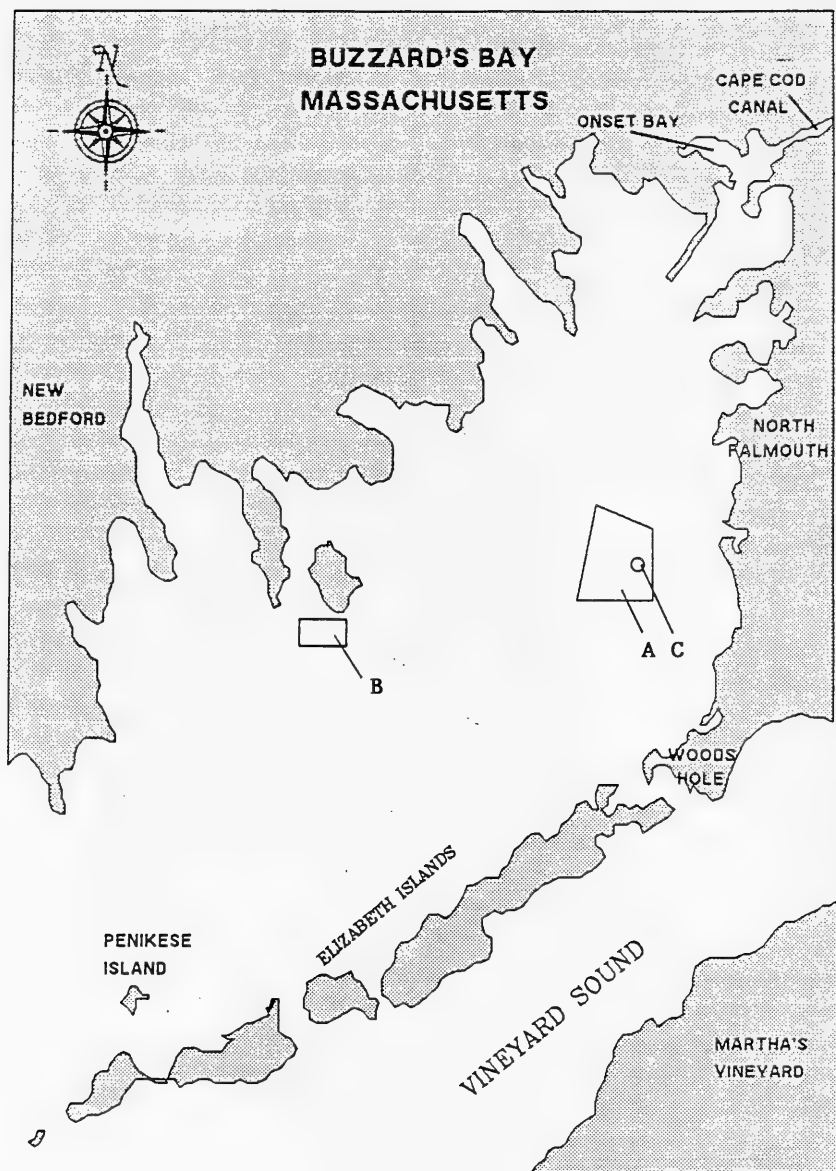 N
BUZZARD'S BAY
MASSACHUSETTS
CAPE COD
CANAL
ONSET BAY
NEW
BEDFORD
NORTH
FALMOUTH
A C
B
WOODS
HOLE
ELIZABETH ISLANDS
PENIKESE
ISLAND
VINEYARD SOUND
MARTHA'S
VINEYARD